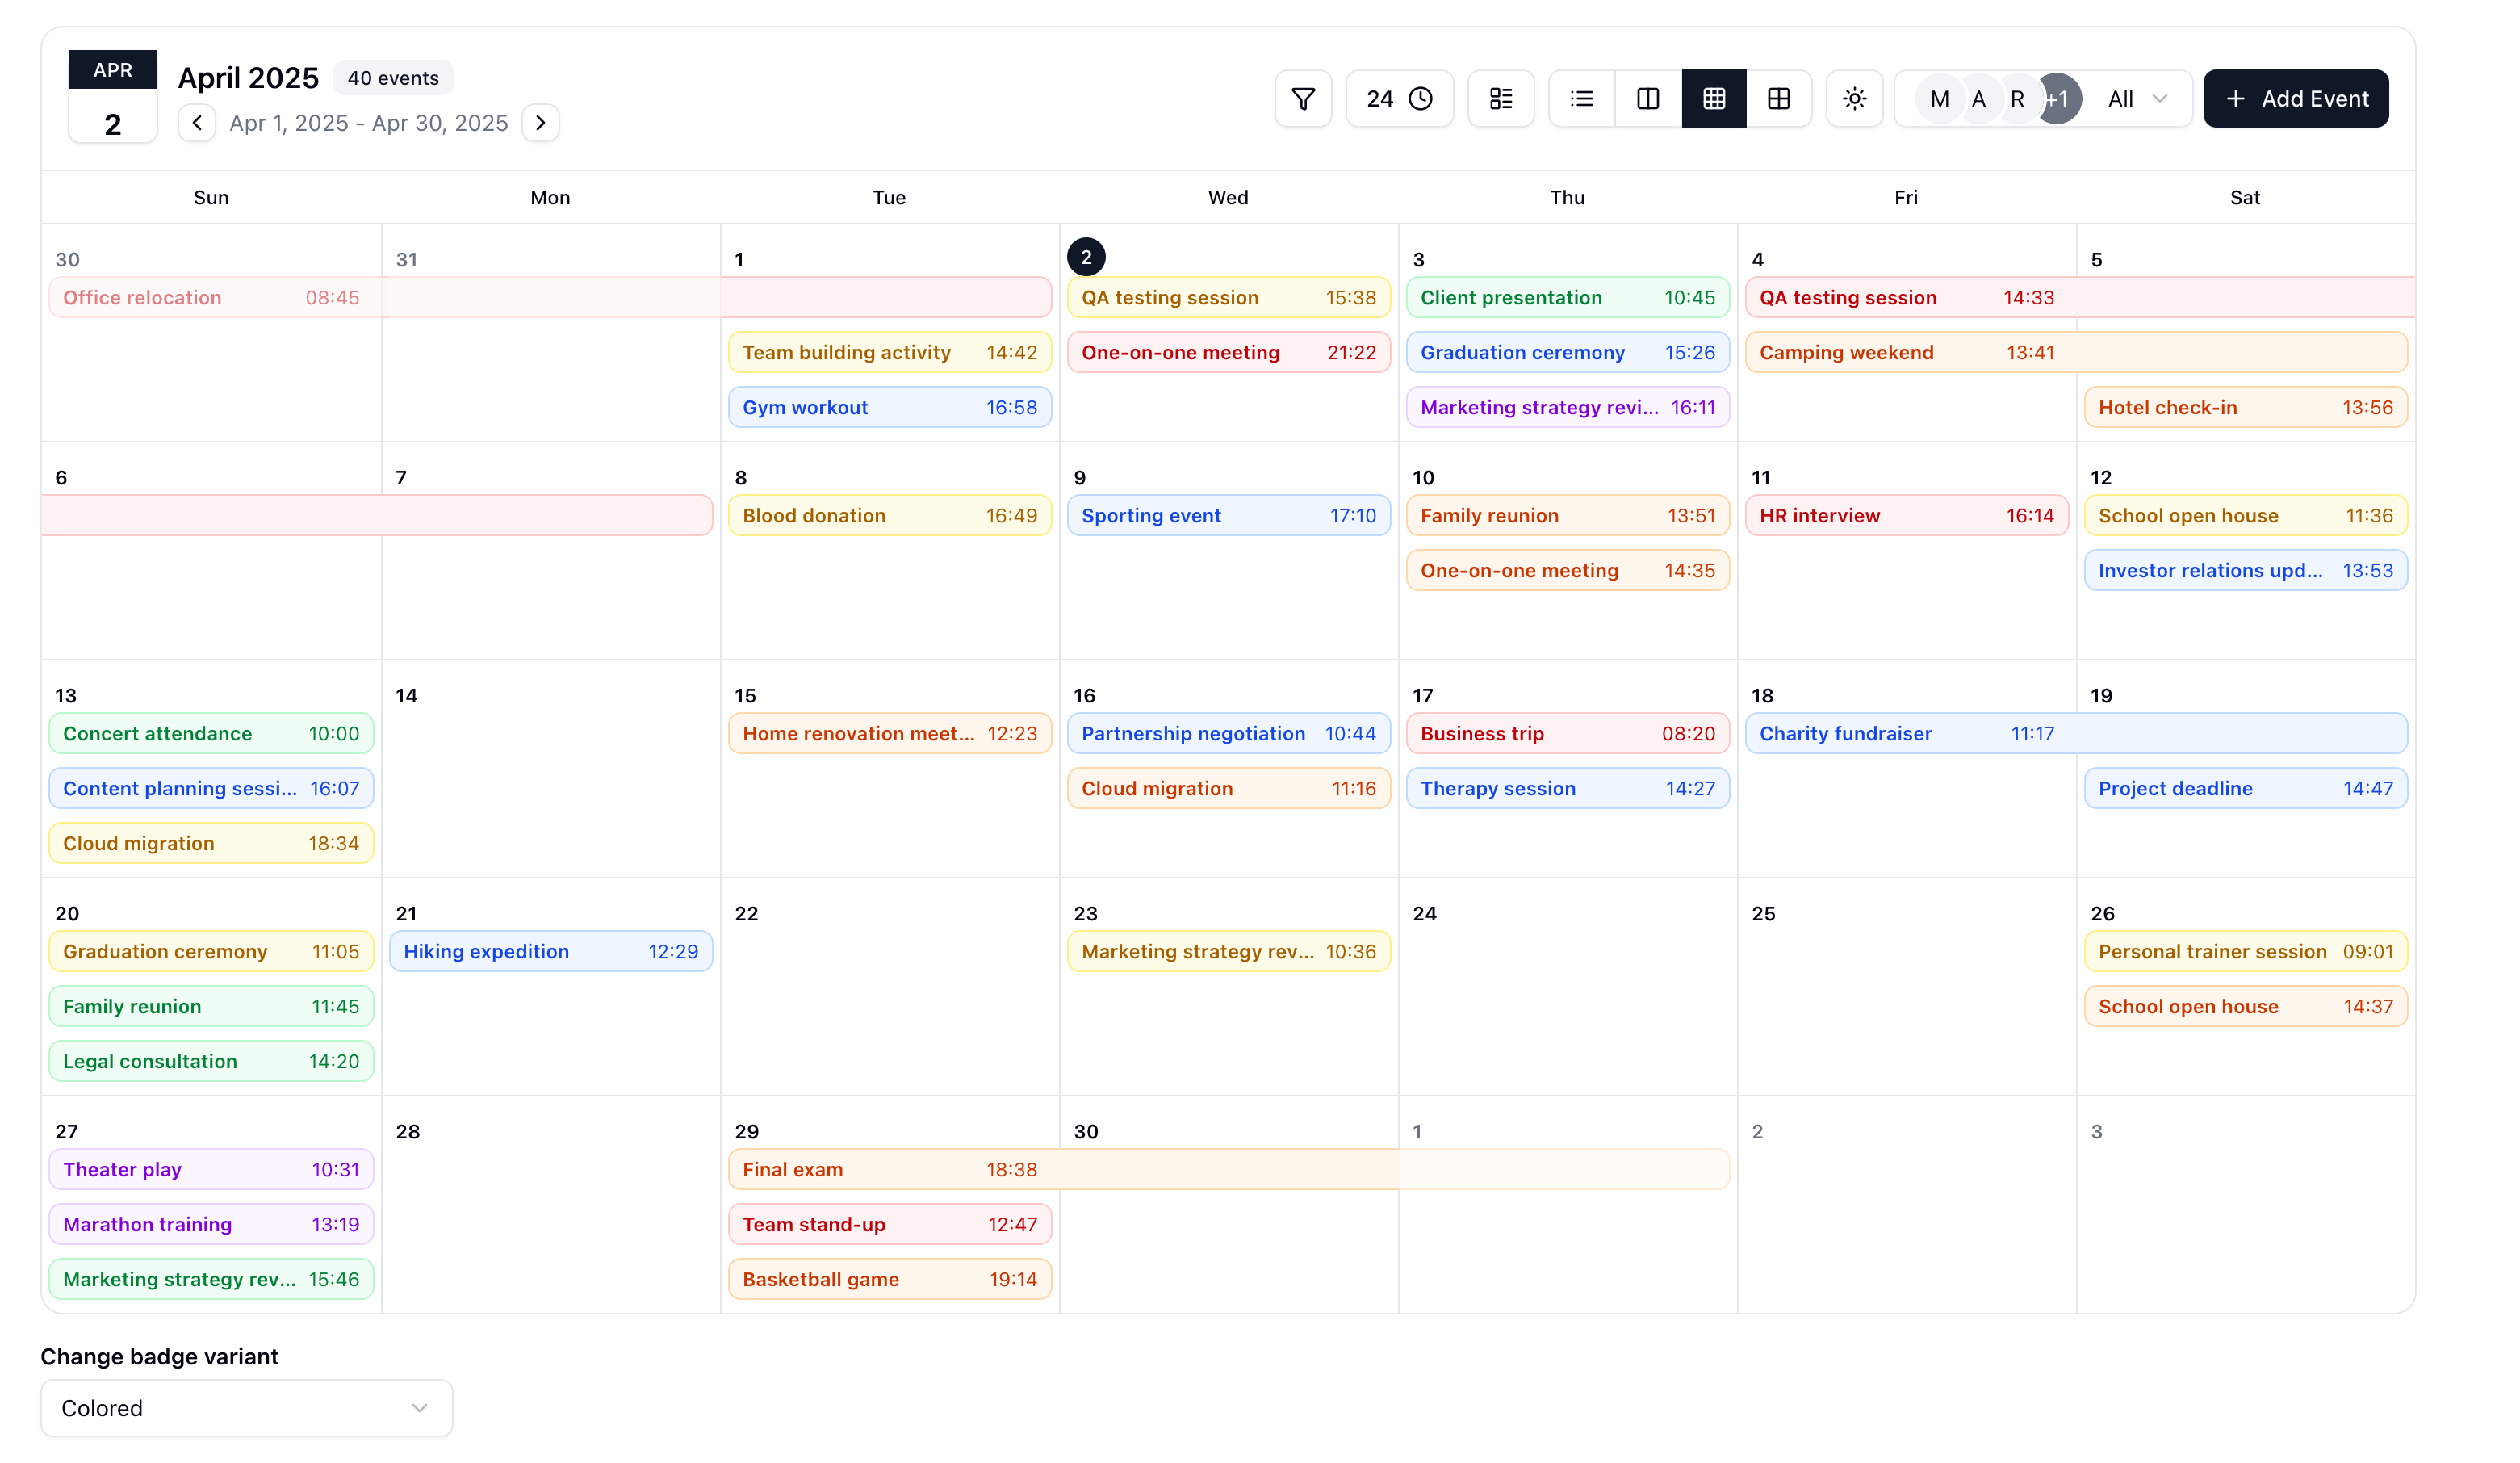 APR
2
April 2025 40 events
Apr 1, 2025 - Apr 30, 2025
24
M A R +1 All
+ Add Event
Sun Mon Tue Wed Thu Fri Sat
30 31 1 2 3 4 5
Office relocation 08:45 QA testing session 15:38 Client presentation 10:45 QA testing session 14:33
Team building activity 14:42 One-on-one meeting 21:22 Graduation ceremony 15:26 Camping weekend 13:41
Gym workout 16:58 Marketing strategy revi... 16:11 Hotel check-in 13:56
6 7 8 9 10 11 12
Blood donation 16:49 Sporting event 17:10 Family reunion 13:51 HR interview 16:14 School open house 11:36
One-on-one meeting 14:35 Investor relations upd... 13:53
13 14 15 16 17 18 19
Concert attendance 10:00 Home renovation meet... 12:23 Partnership negotiation 10:44 Business trip 08:20 Charity fundraiser 11:17
Content planning sessi... 16:07 Cloud migration 11:16 Therapy session 14:27 Project deadline 14:47
Cloud migration 18:34
20 21 22 23 24 25 26
Graduation ceremony 11:05 Hiking expedition 12:29 Marketing strategy rev... 10:36 Personal trainer session 09:01
Family reunion 11:45 School open house 14:37
Legal consultation 14:20
27 28 29 30 1 2 3
Theater play 10:31 Final exam 18:38
Marathon training 13:19 Team stand-up 12:47
Marketing strategy rev... 15:46 Basketball game 19:14
Change badge variant
Colored